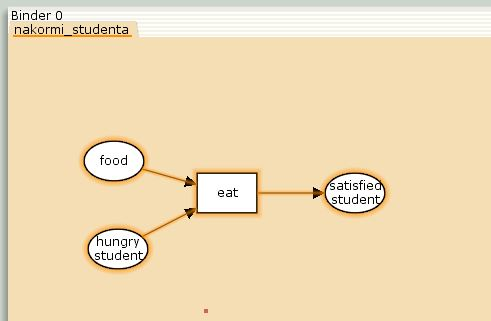 Binder 0
nakormi_studenta
food
eat
satisfied
student
hungry
student